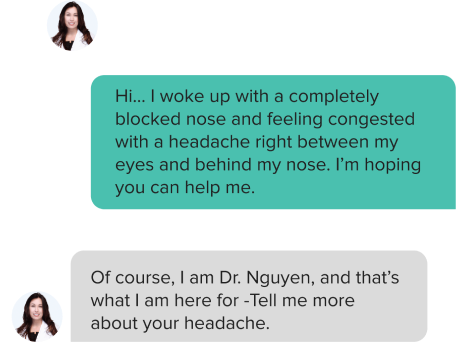 Hi... I woke up with a completely
blocked nose and feeling congested
with a headache right between my
eyes and behind my nose. I’m hoping
you can help me.
Of course, I am Dr. Nguyen, and that’s
what I am here for -Tell me more
about your headache.